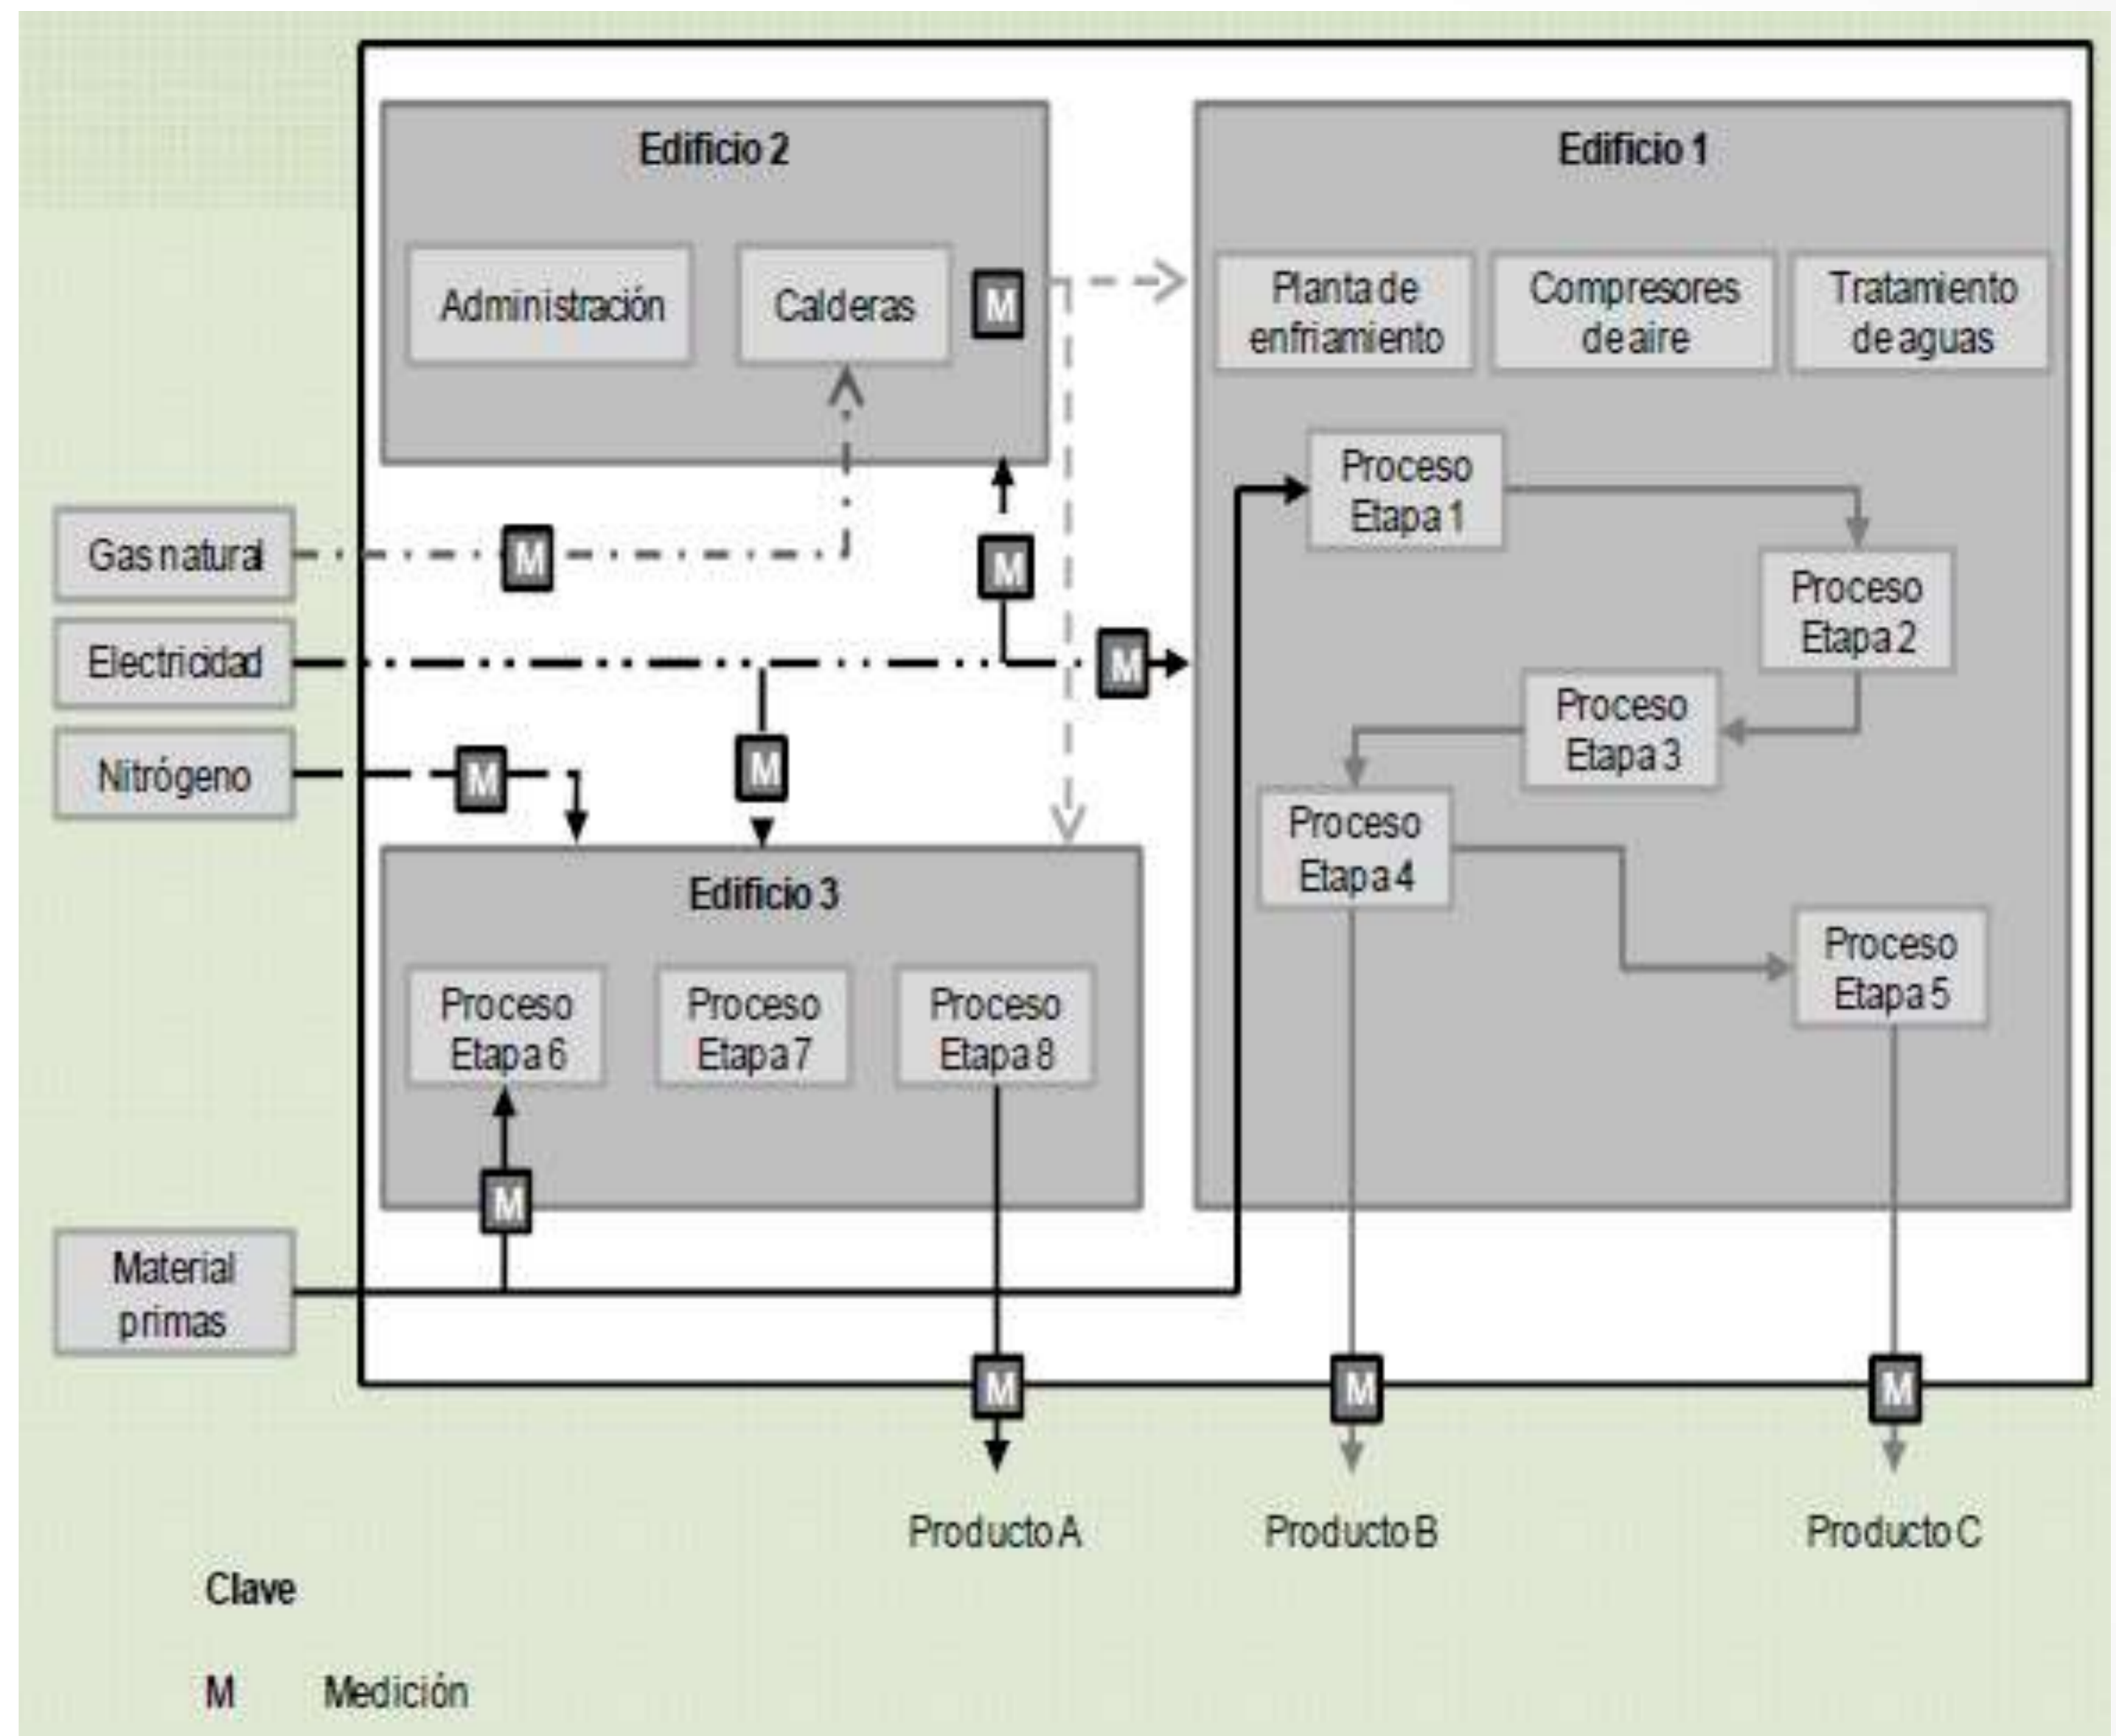 Edificio 2
Edificio 1
Administración
Calderas
M
Planta de
enfriamiento
Compresores
de aire
Tratamiento
de aguas
Proceso
Etapa 1
Gas natural
M
M
Proceso
Etapa 2
Electricidad
M
Proceso
Etapa 3
Nitrógeno
M
M
Proceso
Etapa 4
Edificio 3
Proceso
Etapa 5
Proceso
Etapa 6
Proceso
Etapa 7
Proceso
Etapa 8
M
Material
primas
M
M
M
Producto A
Producto B
Producto C
Clave
M Medición